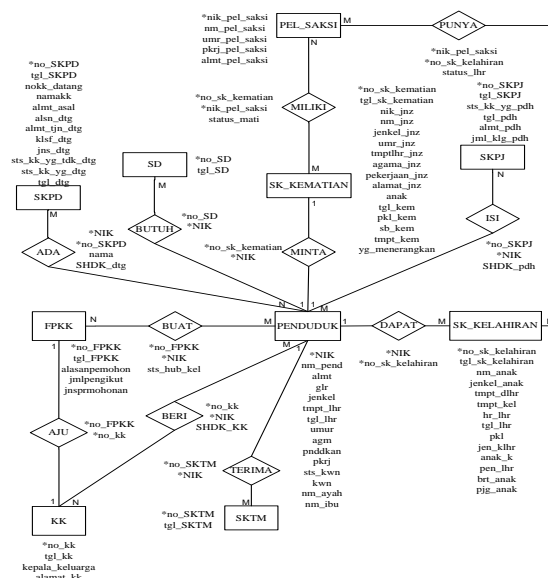 *nik_pel_saksi
nm_pel_saksi
umr_pel_saksi
pkrj_pel_saksi
almt_pel_saksi
PEL_SAKSI
M
N
PUNYA
M
*nik_pel_saksi
*no_sk_kelahiran
status_lhr
*no_SKPD
tgl_SKPD
nokk_datang
namakk
almt_asal
alsn_dtg
almt_tjn_dtg
klsf_dtg
jns_dtg
sts_kk_yg_tdk_dtg
sts_kk_yg_dtg
tgl_dtg
SKPD
M
*no_sk_kematian
*nik_pel_saksi
status_mati
MILIKI
M
*no_sk_kematian
tgl_sk_kematian
nik_jnz
nm_jnz
jenkel_jnz
umr_jnz
tmptlhr_jnz
agama_jnz
pekerjaan_jnz
alamat_jnz
anak
tgl_kem
pkl_kem
sb_kem
tmpt_kem
yg_menerangkan
*no_SKPJ
tgl_SKPJ
sts_kk_yg_pdh
tgl_pdh
almt_pdh
jml_klg_pdh
SKPJ
N
SD
M
*no_SD
tgl_SD
SK_KEMATIAN
1
BUTUH
*no_SD
*NIK
ADA
*NIK
*no_SKPD
nama
SHDK_dtg
*no_sk_kematian
*NIK
MINTA
ISI
*no_SKPJ
*NIK
SHDK_pdh
N
1
1
M
FPKK
N
BUAT
M
PENDUDUK
1
DAPAT
M
SK_KELAHIRAN
*no_FPKK
tgl_FPKK
alasanpemohon
jmlpengikut
jnsprmohonan
1
*no_FPKK
*NIK
sts_hub_kel
M
1
*NIK
nm_pend
almt
glr
jenkel
tmpt_lhr
tgl_lhr
umur
agm
pnddkan
pkrj
sts_kwn
kwn
nm_ayah
nm_ibu
*NIK
*no_sk_kelahiran
*no_sk_kelahiran
tgl_sk_kelahiran
nm_anak
jenkel_anak
tmpt_dlhr
tmpt_kel
hr_lhr
tgl_lhr
pkl
jen_klhr
anak_k
pen_lhr
brt_anak
pjg_anak
AJU
*no_FPKK
*no_kk
BERI
*no_kk
*NIK
SHDK_KK
*no_SKTM
*NIK
TERIMA
M
1
N
KK
*no_kk
tgl_kk
kepala_keluarga
alamat_kk
*no_SKTM
tgl_SKTM
SKTM